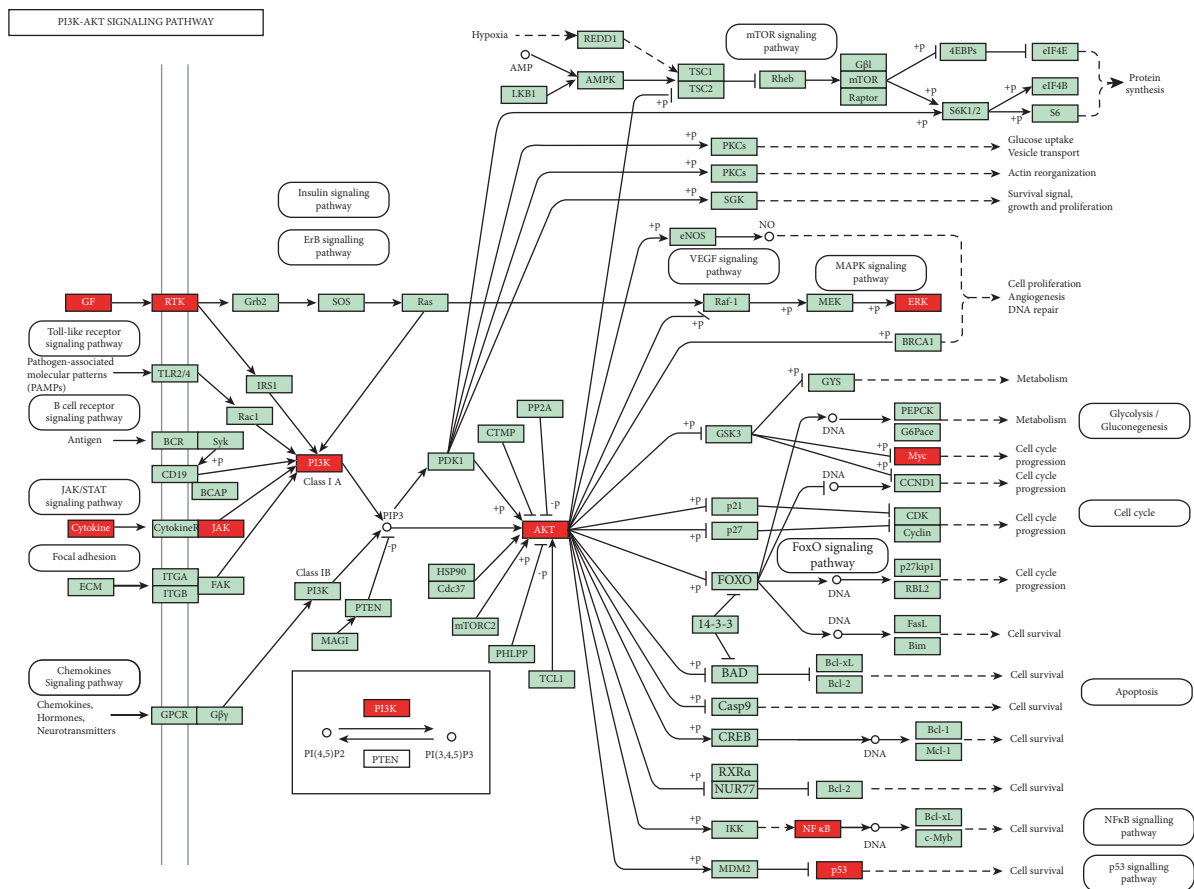 PI3K-AKT SIGNALING PATHWAY
Hypoxia
REDD1
mTOR signaling
pathway
+p
4EBPs
eIF4E
AMP
LKB1
AMPK
TSC1
TSC2
+p
Rheb
Gβl
mTOR
Raptor
+p
S6K1/2
+p
+p
+p
eIF4B
S6
Protein
synthesis
+p
PKCs
Glucose uptake
Vesicle transport
+p
PKCs
Actin reorganization
+p
SGK
Survival signal,
growth and proliferation
Insulin signaling
pathway
ErB signalling
pathway
+p
eNOS
NO
VEGF signaling
pathway
MAPK signaling
pathway
GF
RTK
Grb2
SOS
Ras
Raf-1
+p
+p
MEK
+p
ERK
Cell proliferation
Angiogenesis
DNA repair
+p
BRCA1
Toll-like receptor
signaling pathway
Pathogen-associated
molecular patterns
(PAMPs)
TLR2/4
IRS1
Rac1
B cell receptor
signaling pathway
Antigen
BCR
Syk
+p
CD19
BCAP
PI3K
Class I A
JAK/STAT
signaling pathway
Cytokine
CytokineR
JAK
Focal adhesion
ECM
ITGA
ITGB
FAK
Class IB
PI3K
PTEN
MAGI
PIP3
-p
PDK1
CTMP
PP2A
+p
-p
AKT
+p
-p
HSP90
Cdc37
mTORC2
PHLPP
TCL1
Chemokines
Signaling pathway
Chemokines,
Hormones,
Neurotransmitters
GPCR
Gβγ
PI3K
PI(4,5)P2
PI(3,4,5)P3
PTEN
+p
GYS
Metabolism
+p
GSK3
DNA
PEPCK
G6Pace
Metabolism
Glycolysis /
Gluconegenesis
+p
Myc
Cell cycle
progression
DNA
+p
CCND1
Cell cycle
progression
+p
p21
+p
p27
CDK
Cyclin
Cell cycle
progression
Cell cycle
FoxO signaling
pathway
+p
FOXO
DNA
p27kip1
RBL2
Cell cycle
progression
14-3-3
DNA
FasL
Bim
Cell survival
+p
BAD
Bcl-xL
Bcl-2
Cell survival
Apoptosis
+p
Casp9
Cell survival
+p
CREB
DNA
Bcl-1
Mcl-1
Cell survival
RXRα
+p
NUR77
Bcl-2
Cell survival
+p
IKK
NF κB
DNA
Bcl-xL
c-Myb
Cell survival
NFκB signalling
pathway
+p
MDM2
p53
Cell survival
p53 signalling
pathway